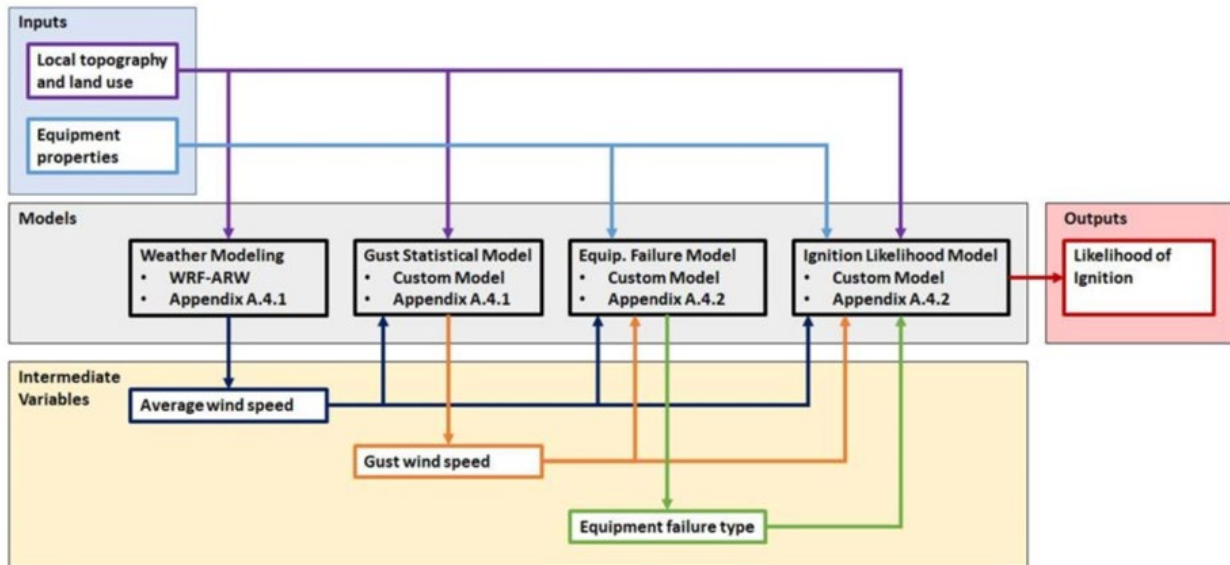 Inputs
Local topography
and land use
Equipment
properties
Models
Weather Modeling
• WRF-ARW
• Appendix A.4.1
Gust Statistical Model
• Custom Model
• Appendix A.4.1
Equip. Failure Model
• Custom Model
• Appendix A.4.2
Ignition Likelihood Model
• Custom Model
• Appendix A.4.2
Outputs
Likelihood of
Ignition
Intermediate
Variables
Average wind speed
Gust wind speed
Equipment failure type